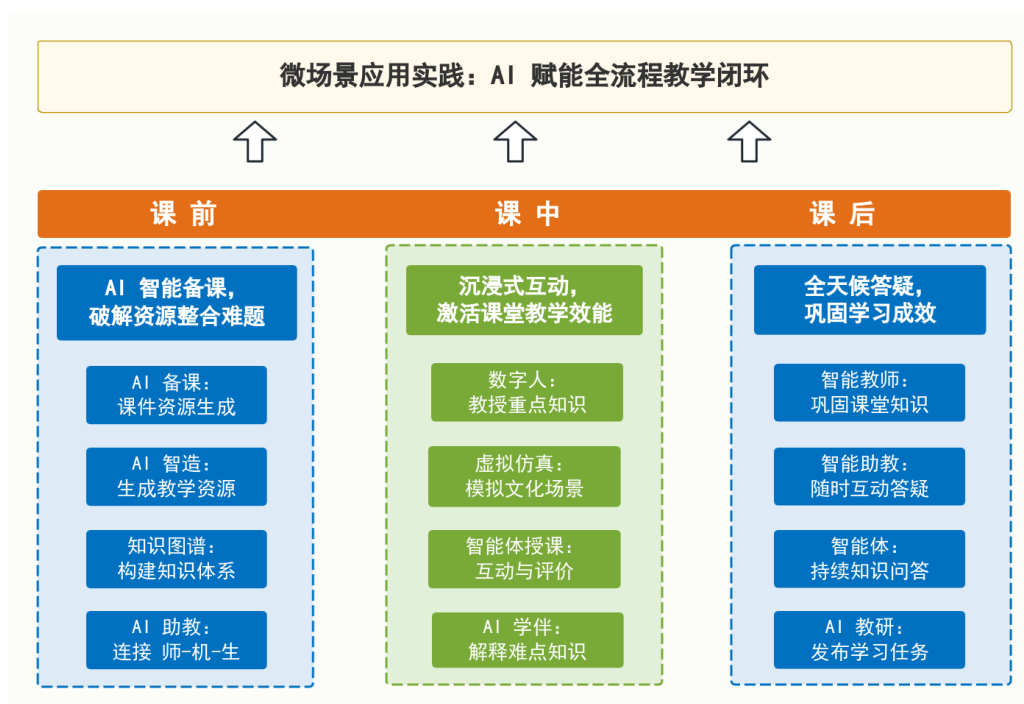 微场景应用实践：AI 赋能全流程教学闭环
课 前
课 中
课 后
AI 智能备课，
破解资源整合难题
AI 备课：
课件资源生成
AI 智造：
生成教学资源
知识图谱：
构建知识体系
AI 助教：
连接 师-机-生
沉浸式互动，
激活课堂教学效能
数字人：
教授重点知识
虚拟仿真：
模拟文化场景
智能体授课：
互动与评价
AI 学伴：
解释难点知识
全天候答疑，
巩固学习成效
智能教师：
巩固课堂知识
智能助教：
随时互动答疑
智能体：
持续知识问答
AI 教研：
发布学习任务